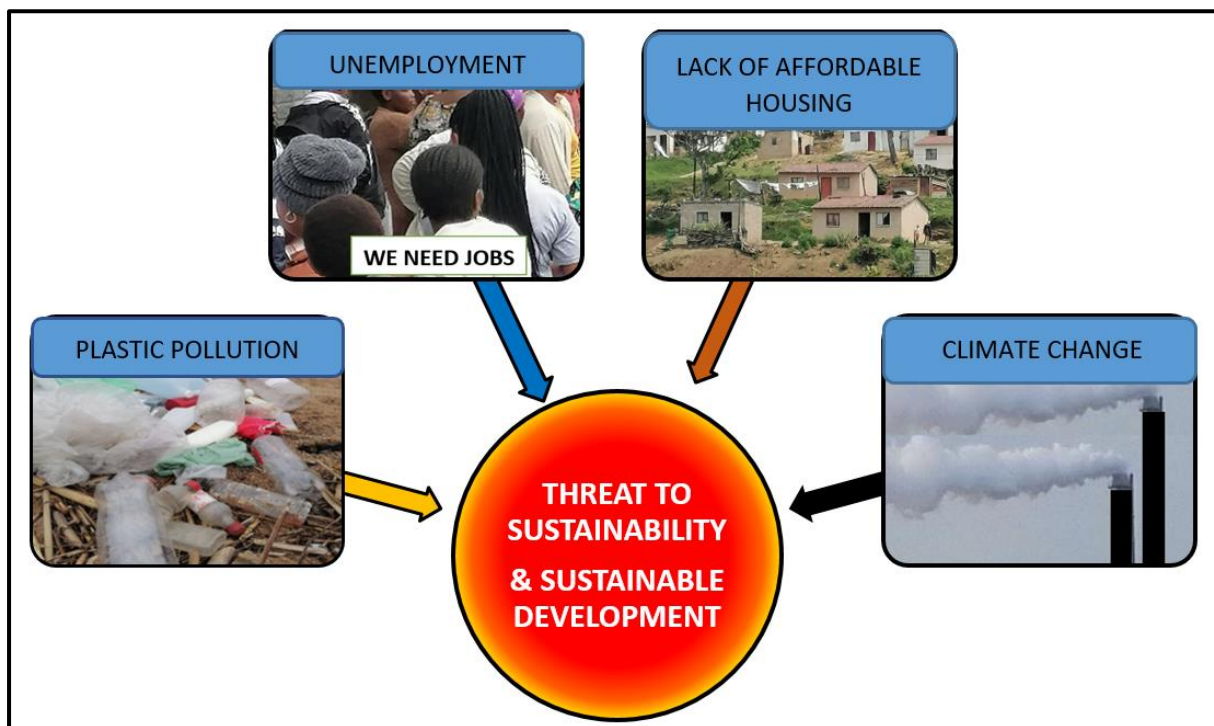 UNEMPLOYMENT
WE NEED JOBS
LACK OF AFFORDABLE
HOUSING
PLASTIC POLLUTION
CLIMATE CHANGE
THREAT TO
SUSTAINABILITY
& SUSTAINABLE
DEVELOPMENT